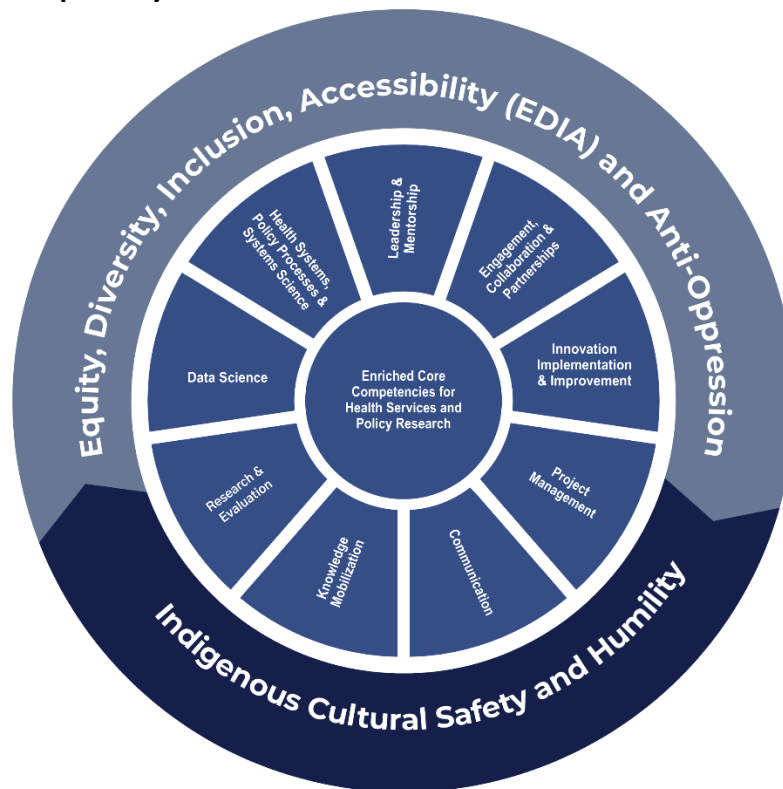 Equity, Diversity, Inclusion, Accessibility (EDIA) and Anti-Oppression
Leadership &
Mentorship
Engagement,
Collaboration &
Partnerships
Innovation
Implementation
& Improvement
Project
Management
Communication
Knowledge
Mobilization
Research &
Evaluation
Data Science
Health Systems,
Policy Processes &
Systems Science
Enriched Core
Competencies for
Health Services and
Policy Research
Indigenous Cultural Safety and Humility